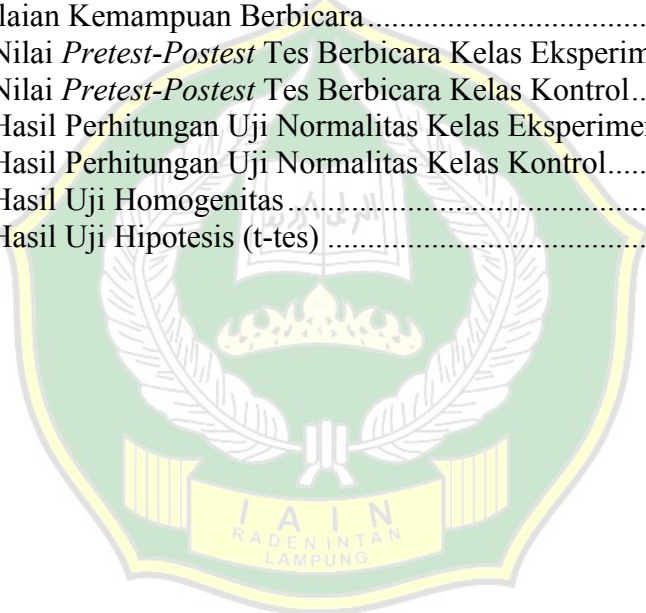 laian Kemampuan Berbicara....................................
Nilai Pretest-Postest Tes Berbicara Kelas Eksperim
Nilai Pretest-Postest Tes Berbicara Kelas Kontrol...
Hasil Perhitungan Uji Normalitas Kelas Eksperimen
Hasil Perhitungan Uji Normalitas Kelas Kontrol.....
Hasil Uji Homogenitas..............................................
Hasil Uji Hipotesis (t-tes) .........................................
IAIN
RADEN INTAN
LAMPUNG